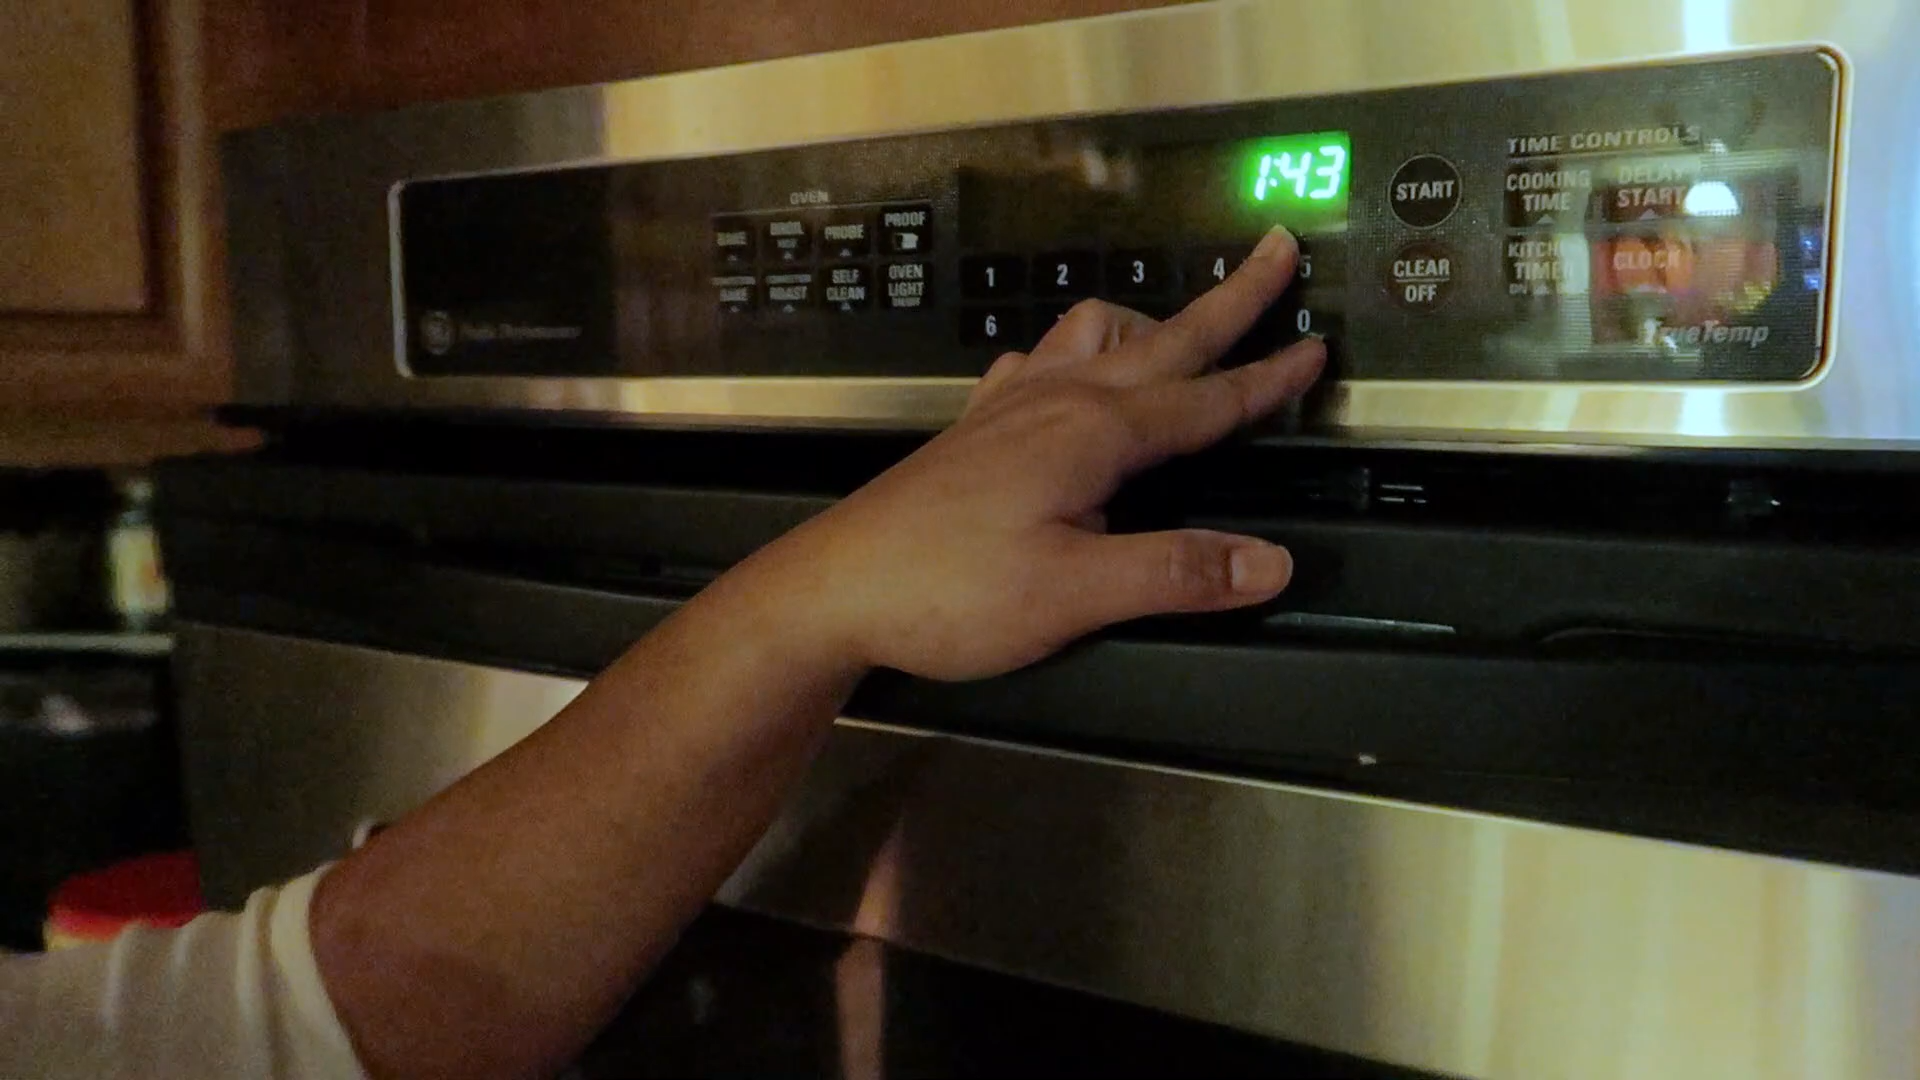 1:43
OVEN
BAKE
BROIL
PROBE
PROOF
BAKE
ROAST
SELF
CLEAN
OVEN
LIGHT
1 2 3 4 5
6 0
START
CLEAR
OFF
TIME CONTROLS
COOKING
TIME
DELAY
START
KITCHEN
TIMER
CLOCK
TrueTemp